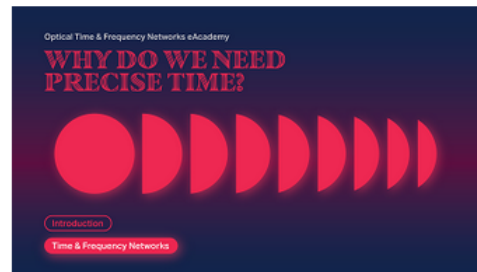 Optical Time & Frequency Networks eAcademy
WHY DO WE NEED
PRECISE TIME?
Introduction
Time & Frequency Networks